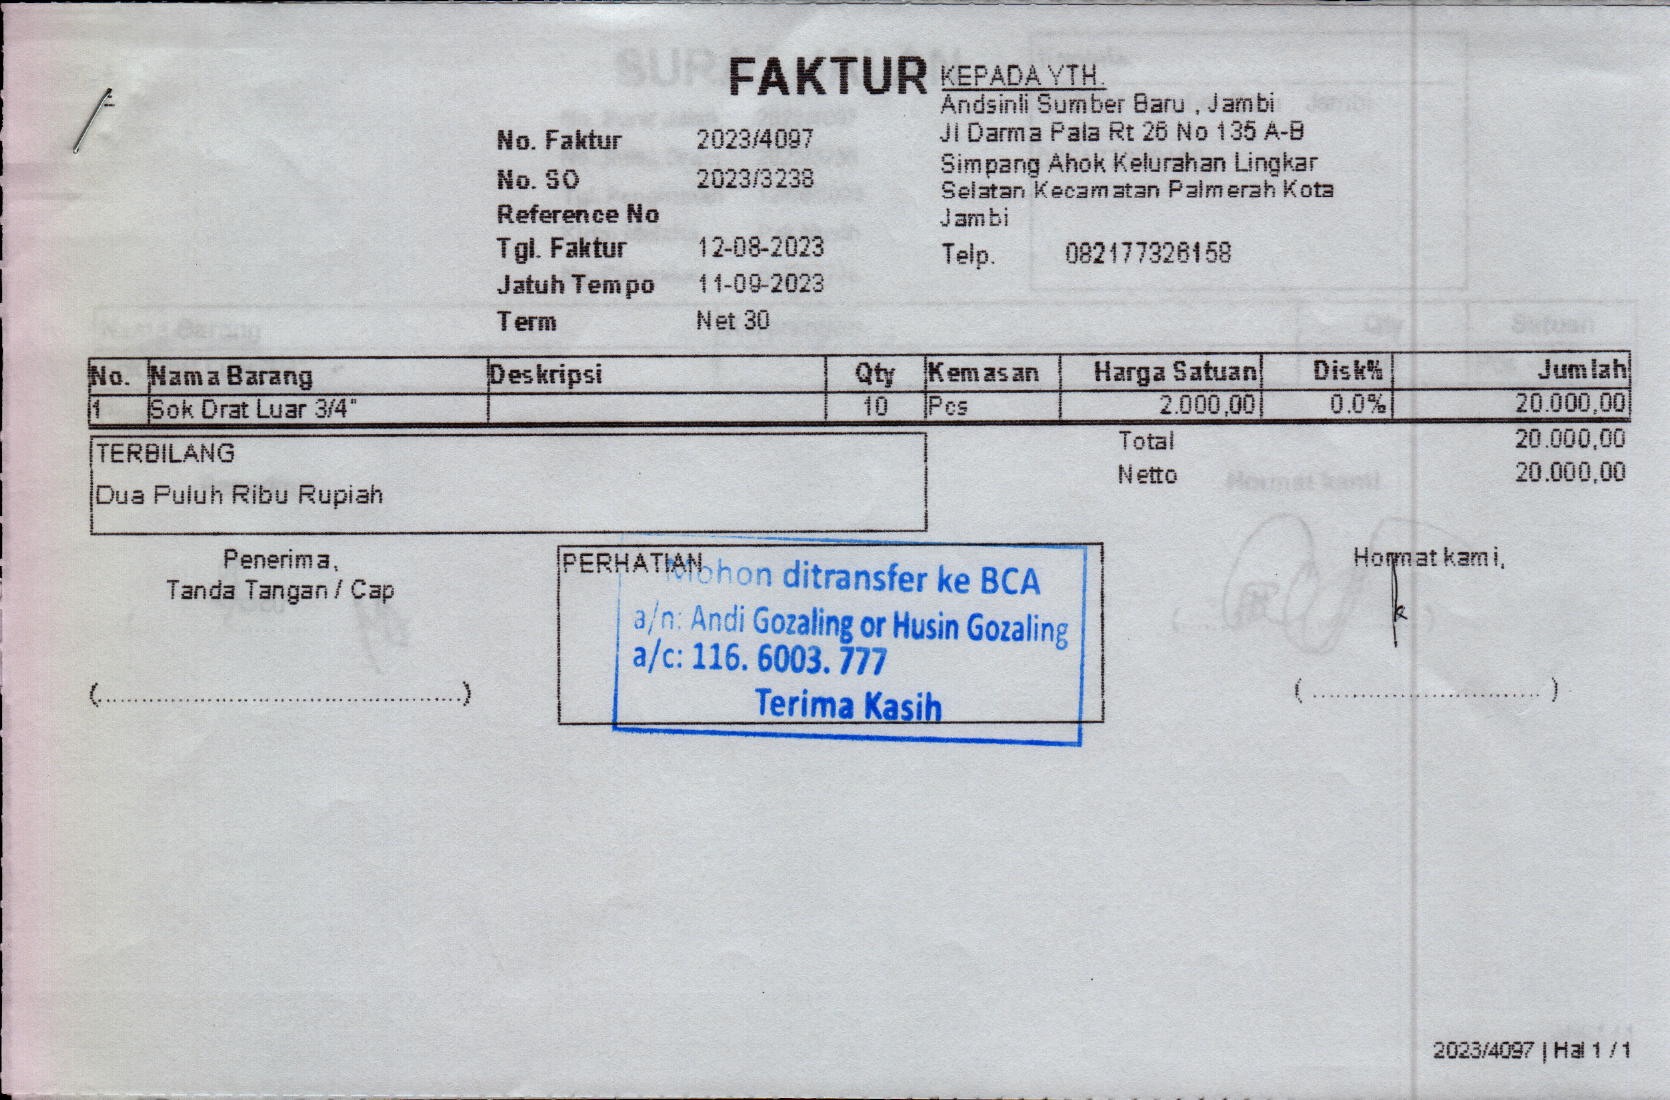 FAKTUR
No. Faktur 2023/4097
No. SO 2023/3238
Reference No
Tgl. Faktur 12-08-2023
Jatuh Tempo 11-09-2023
Term Net 30
KEPADA YTH.
Andsinli Sumber Baru , Jambi
Jl Darma Pala Rt 26 No 135 A-B
Simpang Ahok Kelurahan Lingkar
Selatan Kecamatan Palmerah Kota
Jambi
Telp. 082177326158
No. Nama Barang Deskripsi Qty Kemasan Harga Satuan Disk% Jumlah
1 Sok Drat Luar 3/4" 10 Pcs 2.000,00 0.0% 20.000,00
Total 20.000,00
Netto 20.000,00
TERBILANG
Dua Puluh Ribu Rupiah
Penerima,
Tanda Tangan / Cap
(............................................)
PERHATIAN
Mohon ditransfer ke BCA
a/n: Andi Gozaling or Husin Gozaling
a/c: 116. 6003. 777
Terima Kasih
Hormat kami,
( ............................ )
2023/4097 | Hal 1 / 1